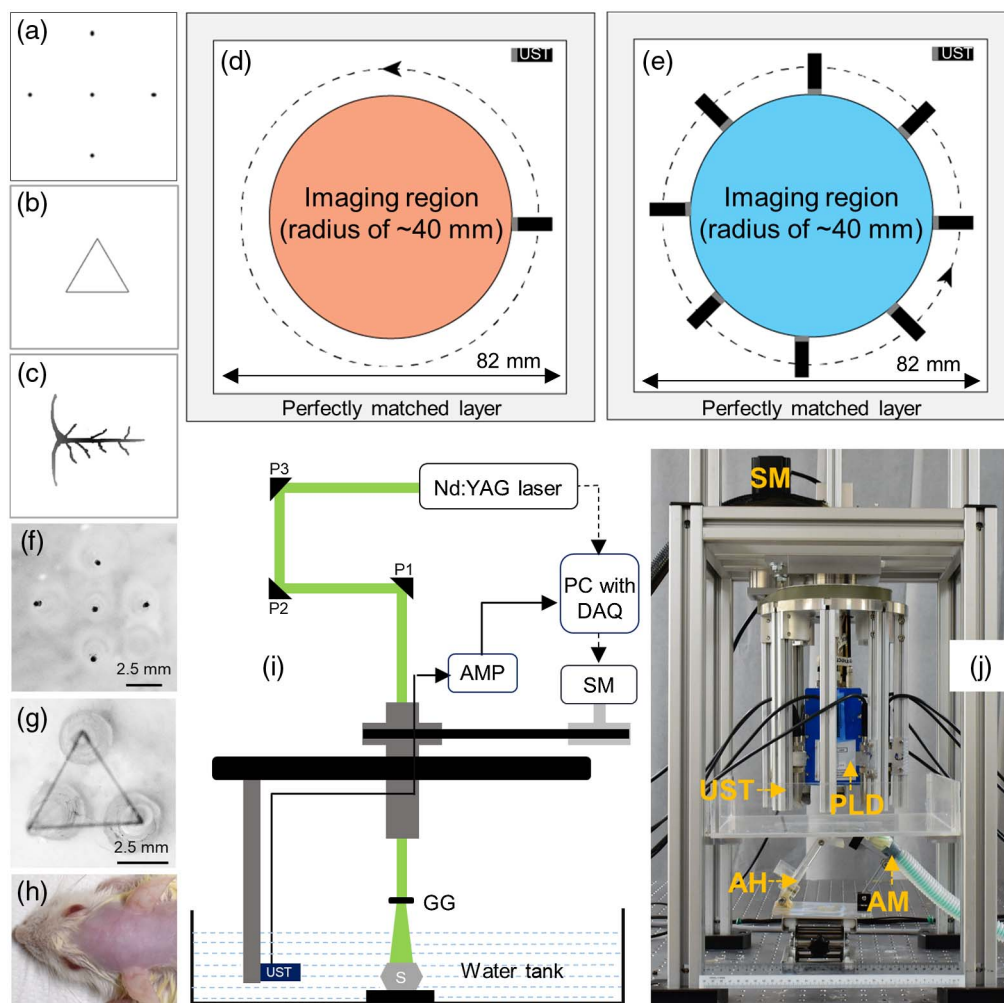 (a)
(b)
(c)
(d)
UST
Imaging region
(radius of ~40 mm)
82 mm
Perfectly matched layer
(e)
UST
Imaging region
(radius of ~40 mm)
82 mm
Perfectly matched layer
(f)
2.5 mm
(g)
2.5 mm
(h)
(i)
P3
Nd:YAG laser
P2
P1
PC with
DAQ
AMP
SM
GG
UST
S
Water tank
(j)
SM
UST
PLD
AH
AM